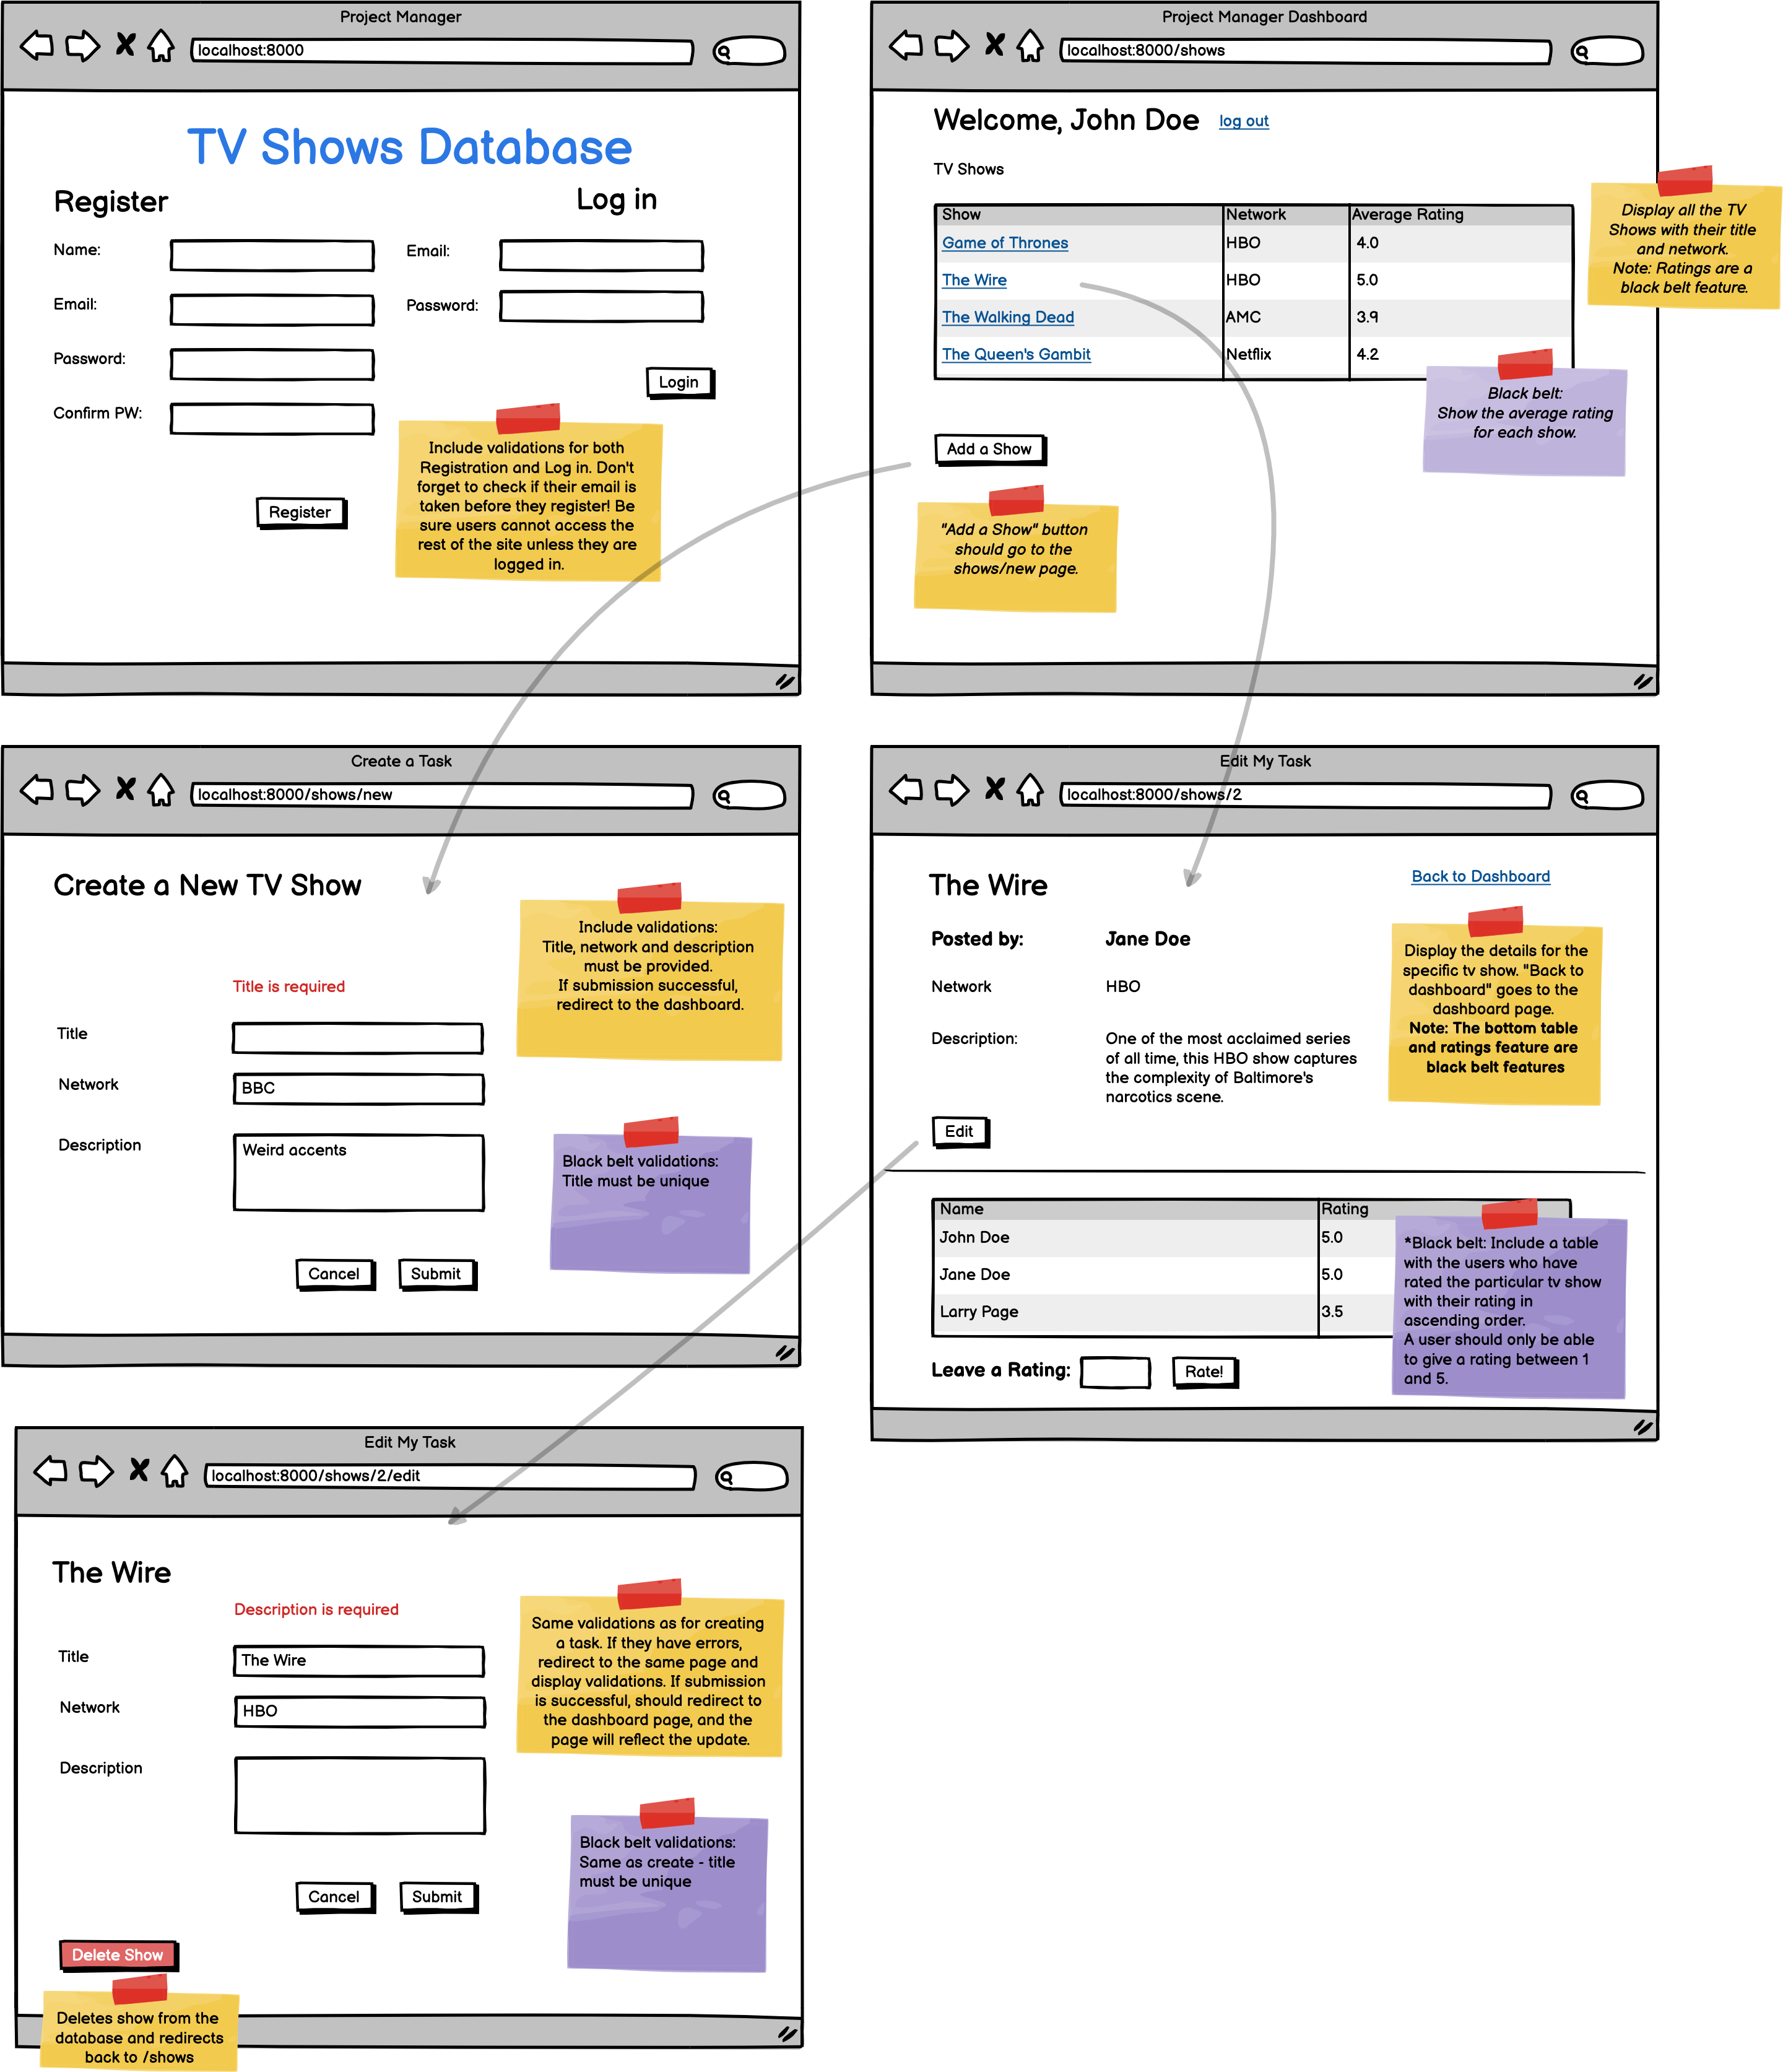 Project Manager
localhost:8000
TV Shows Database
Register
Log in
Name:
Email:
Email:
Password:
Password:
Confirm PW:
Login
Register
Include validations for both
Registration and Log in. Don't
forget to check if their email is
taken before they register! Be
sure users cannot access the
rest of the site unless they are
logged in.
Project Manager Dashboard
localhost:8000/shows
Welcome, John Doe log out
TV Shows
Show Network Average Rating
Game of Thrones HBO 4.0
The Wire HBO 5.0
The Walking Dead AMC 3.9
The Queen's Gambit Netflix 4.2
Display all the TV
Shows with their title
and network.
Note: Ratings are a
black belt feature.
Black belt:
Show the average rating
for each show.
Add a Show
"Add a Show" button
should go to the
shows/new page.
Create a Task
localhost:8000/shows/new
Create a New TV Show
Title is required
Title
Network BBC
Description Weird accents
Cancel Submit
Include validations:
Title, network and description
must be provided.
If submission successful,
redirect to the dashboard.
Black belt validations:
Title must be unique
Edit My Task
localhost:8000/shows/2
The Wire
Back to Dashboard
Posted by: Jane Doe
Network HBO
Description: One of the most acclaimed series
of all time, this HBO show captures
the complexity of Baltimore's
narcotics scene.
Edit
Display the details for the
specific tv show. "Back to
dashboard" goes to the
dashboard page.
Note: The bottom table
and ratings feature are
black belt features
Name Rating
John Doe 5.0
Jane Doe 5.0
Larry Page 3.5
Leave a Rating: Rate!
*Black belt: Include a table
with the users who have
rated the particular tv show
with their rating in
ascending order.
A user should only be able
to give a rating between 1
and 5.
Edit My Task
localhost:8000/shows/2/edit
The Wire
Description is required
Title The Wire
Network HBO
Description
Cancel Submit
Delete Show
Same validations as for creating
a task. If they have errors,
redirect to the same page and
display validations. If submission
is successful, should redirect to
the dashboard page, and the
page will reflect the update.
Black belt validations:
Same as create - title
must be unique
Deletes show from the
database and redirects
back to /shows